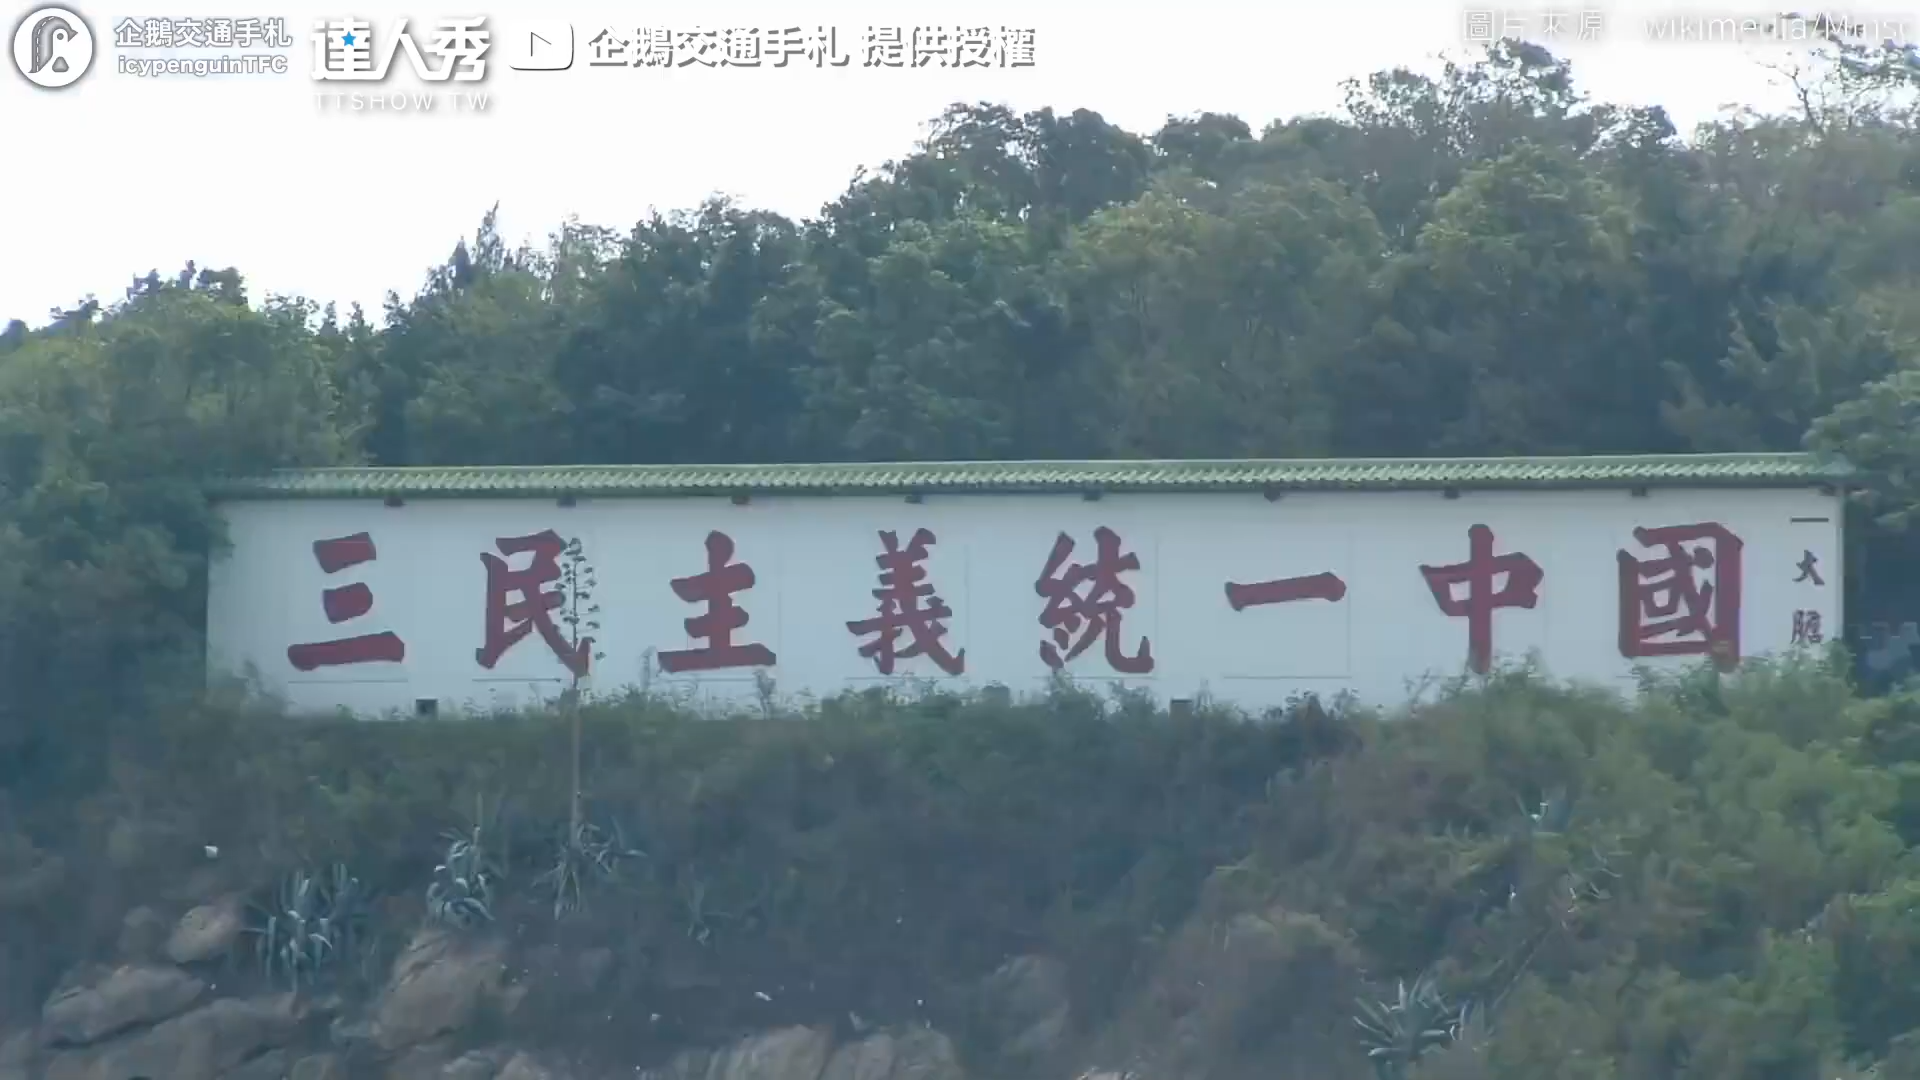 企鵝交通手札
icypenguinTFC
達人秀
TTSHOW.TW
企鵝交通手札 提供授權
圖片來源：wikimedia/
三民主義統一中國
大膽